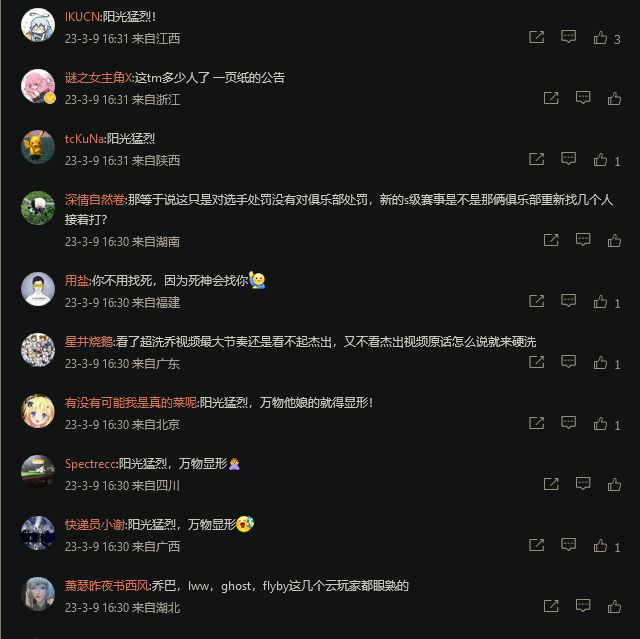 IKUCN:阳光猛烈！
23-3-9 16:31 来自江西
3
谜之女主角X:这tm多少人了 一页纸的公告
23-3-9 16:31 来自浙江
tcKuNa:阳光猛烈
23-3-9 16:31 来自陕西
1
深情自然卷:那等于说这只是对选手处罚没有对俱乐部处罚，新的s级赛事是不是那俩俱乐部重新找几个人
接着打？
23-3-9 16:30 来自湖南
用盐:你不用找死，因为死神会找你
23-3-9 16:30 来自福建
1
星井烧鹅:看了超洗乔视频最大节奏还是看不起杰出，又不看杰出视频原话怎么说就来硬洗
23-3-9 16:30 来自广东
1
有没有可能我是真的菜呢:阳光猛烈，万物他娘的就得显形！
23-3-9 16:30 来自北京
1
Spectrecc:阳光猛烈，万物显形🙇
23-3-9 16:30 来自四川
快递员小谢:阳光猛烈，万物显形
23-3-9 16:30 来自广西
1
萧瑟昨夜书西风:乔巴，lww，ghost，flyby这几个云玩家都眼熟的
23-3-9 16:30 来自湖北